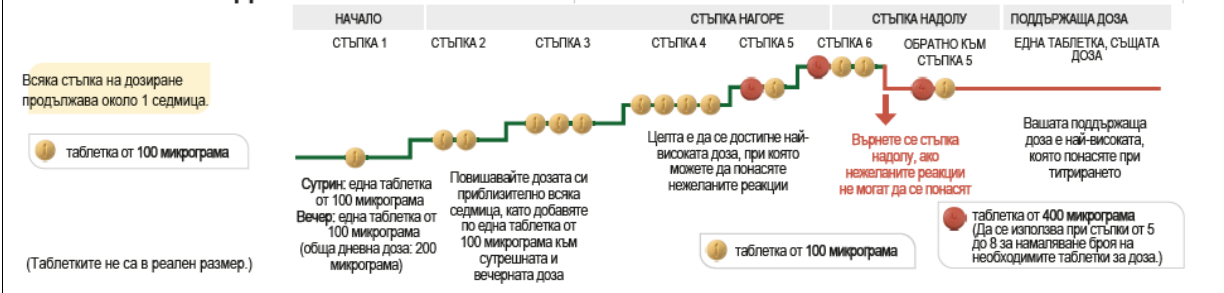 НАЧАЛО
СТЪПКА НАГОРЕ
СТЪПКА НАДОЛУ
ПОДДЪРЖАЩА ДОЗА
СТЪПКА 1
СТЪПКА 2
СТЪПКА 3
СТЪПКА 4
СТЪПКА 5
СТЪПКА 6
ОБРАТНО КЪМ
СТЪПКА 5
ЕДНА ТАБЛЕТКА, СЪЩАТА
ДОЗА
Всяка стъпка на дозиране
продължава около 1 седмица.
таблетка от 100 микрограма
Сутрин: една таблетка
от 100 микрограма
Вечер: една таблетка от
100 микрограма
(обща дневна доза: 200
микрограма)
Повишавайте дозата си
приблизително всяка
седмица, като добавяте
по една таблетка от
100 микрограма към
сутрешната и
вечерната доза
Целта е да се достигне най-
високата доза, при която
можете да понасяте
нежеланите реакции
Върнете се стъпка
надолу, ако
нежеланите реакции
не могат да се понасят
Вашата поддържаща
доза е най-високата,
която понасяте при
титрирането
таблетка от 400 микрограма
(Да се използва при стъпки от 5
до 8 за намаляване броя на
необходимите таблетки за доза.)
таблетка от 100 микрограма
(Таблетките не са в реален размер.)